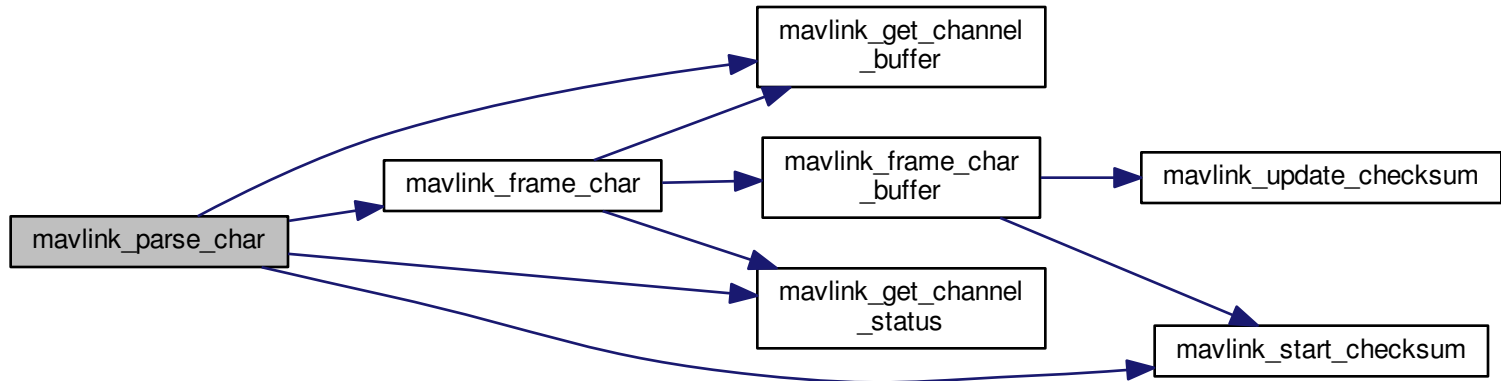 mavlink_parse_char
mavlink_frame_char
mavlink_get_channel
_buffer
mavlink_frame_char
_buffer
mavlink_get_channel
_status
mavlink_update_checksum
mavlink_start_checksum